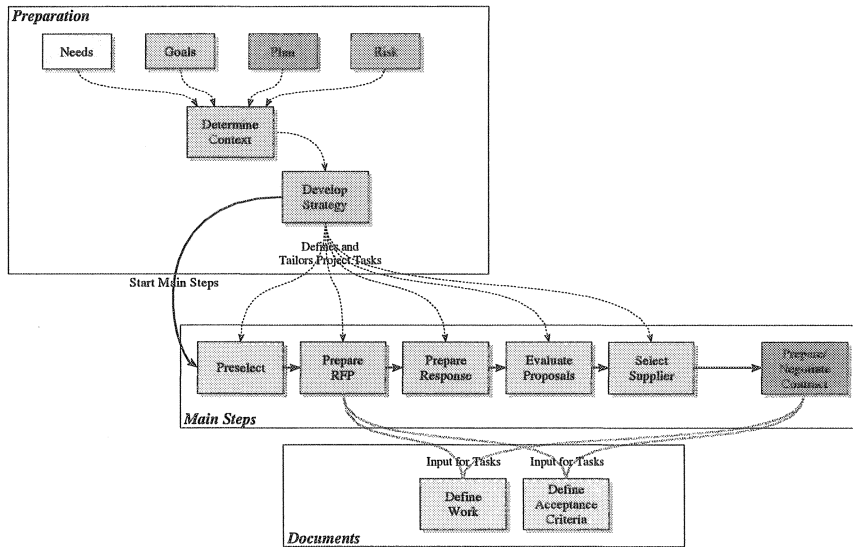 Preparation
Needs
Goals
Plan
Risk
Determine
Context
Develop
Strategy
Defines and
Tailors Project Tasks
Start Main Steps
Preselect
Prepare
RFP
Prepare
Response
Evaluate
Proposals
Select
Supplier
Prepare/
Negotiate
Contract
Main Steps
Input for Tasks
Input for Tasks
Define
Work
Define
Acceptance
Criteria
Documents